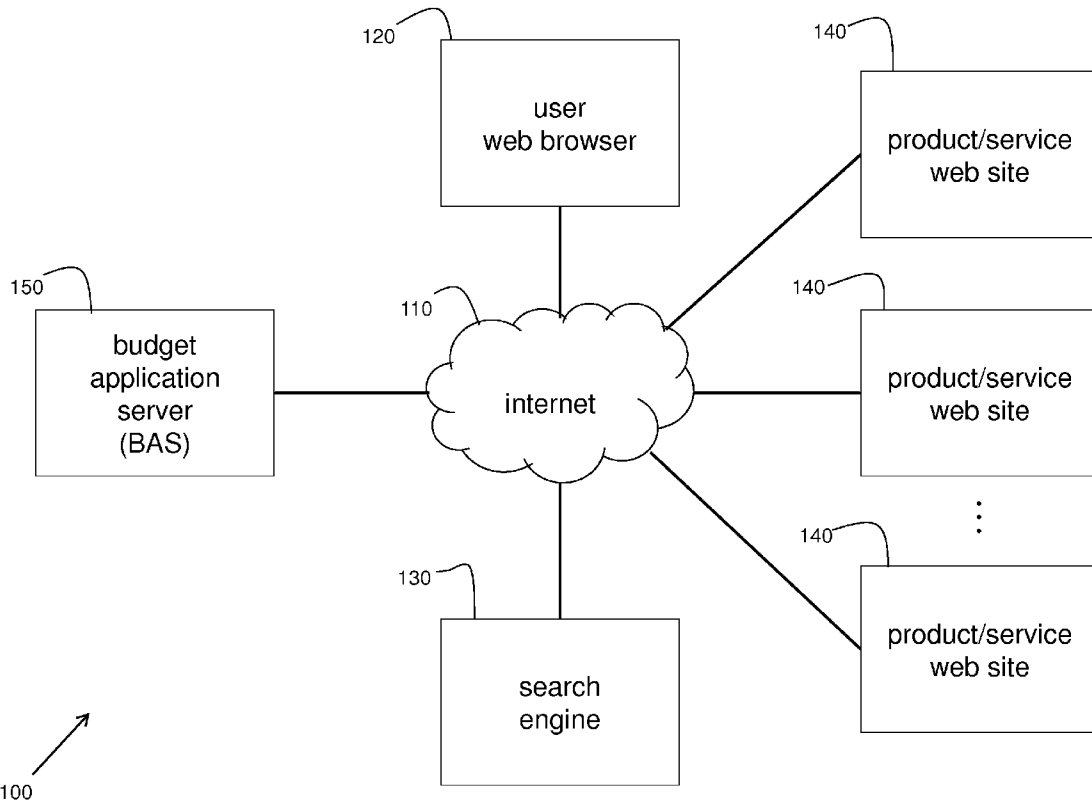 120
user
web browser
140
product/service
web site
150
budget
application
server
(BAS)
110
internet
140
product/service
web site
130
search
engine
140
product/service
web site
100